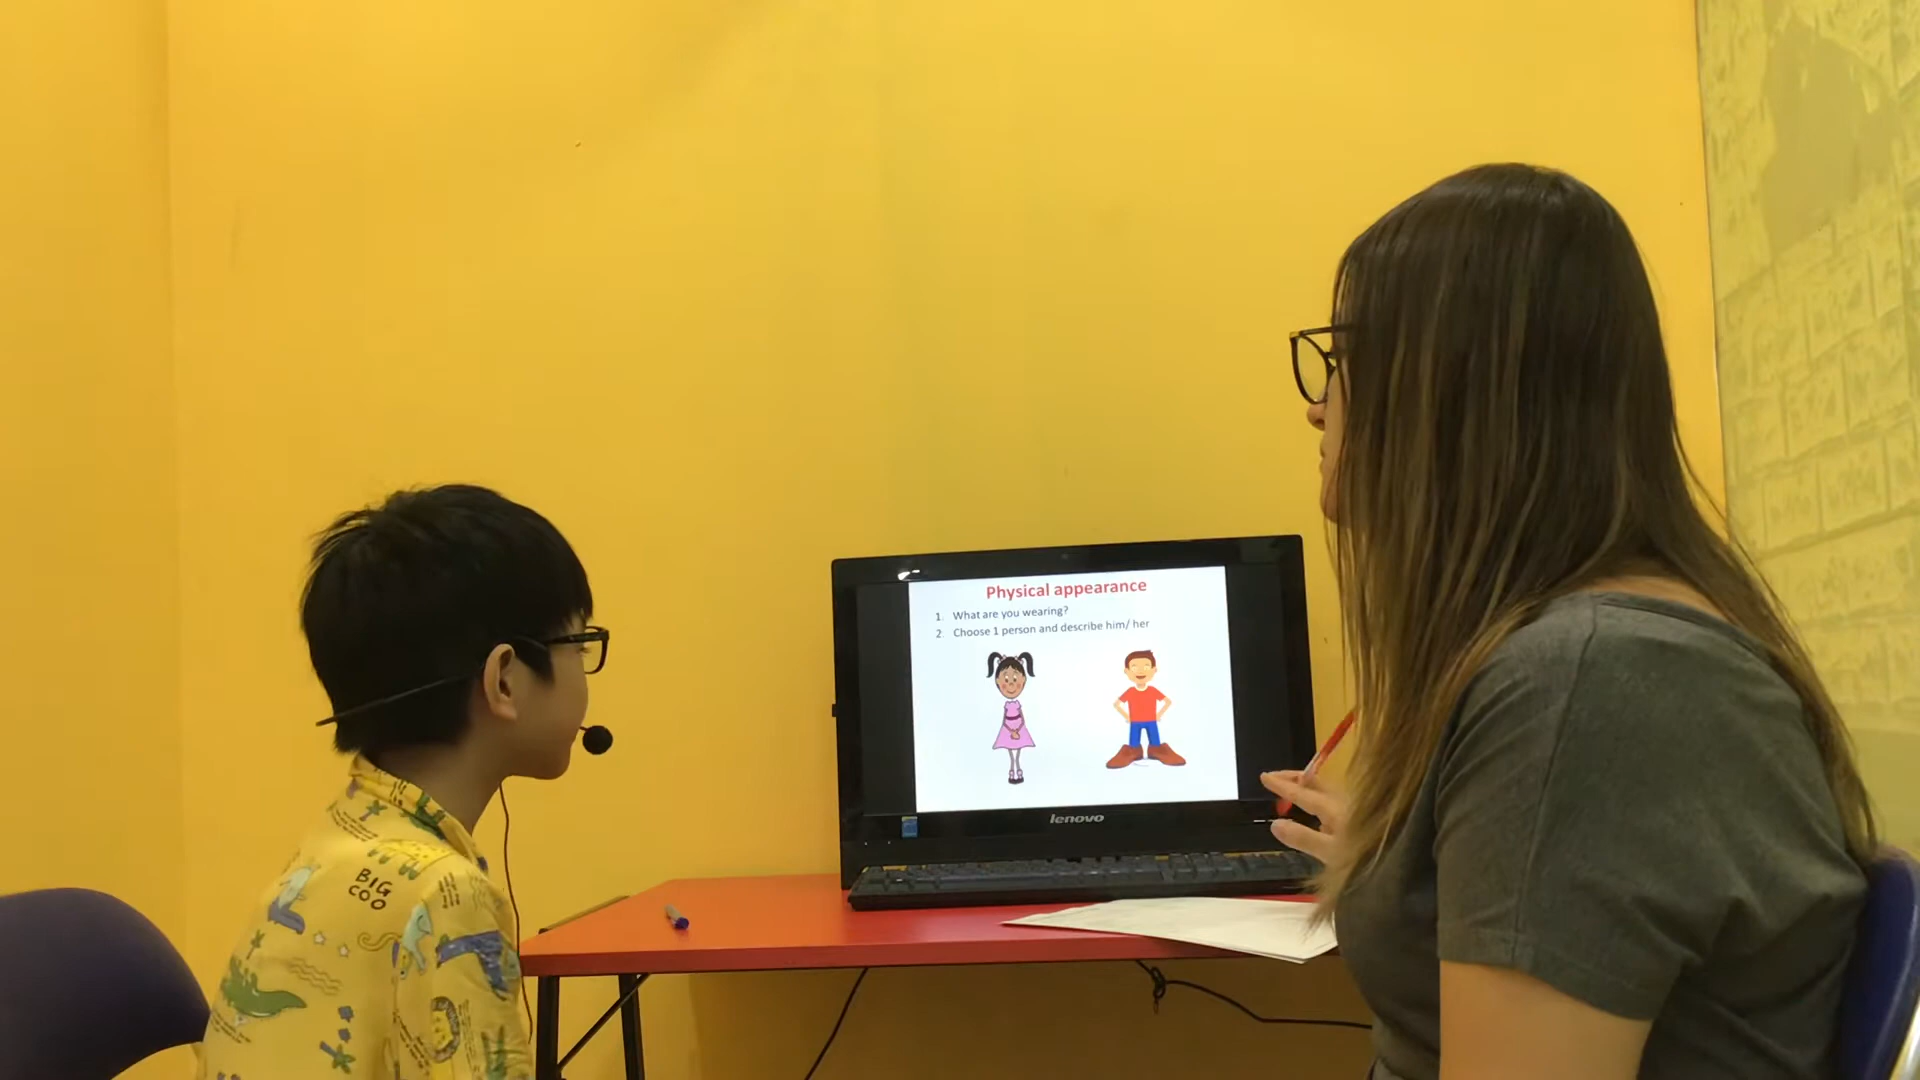 Physical appearance
1. What are you wearing?
2. Choose 1 person and describe him/ her
lenovo
BIG
COO